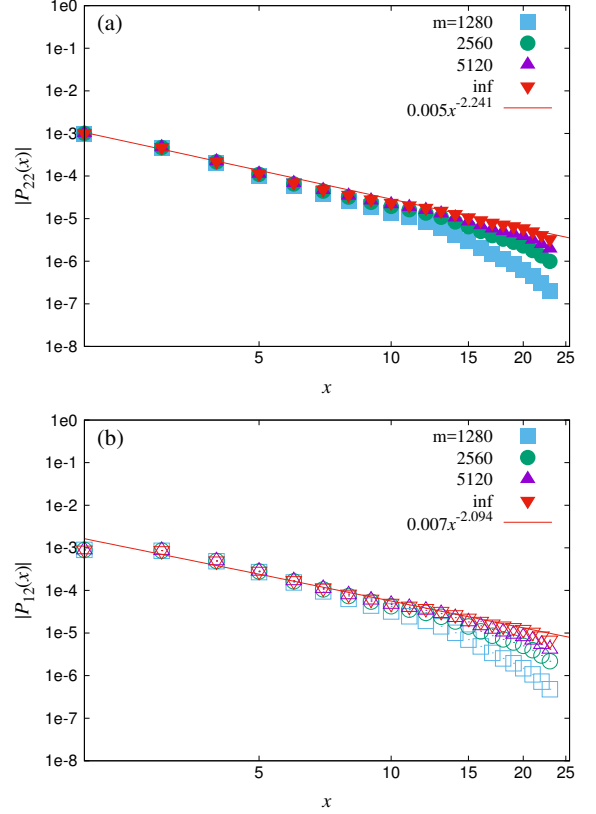 (a)
m=1280
2560
5120
inf
0.005x^-2.241
1e0
1e-1
1e-2
1e-3
1e-4
1e-5
1e-6
1e-7
1e-8
|P22(x)|
5 10 15 20 25
x
(b)
m=1280
2560
5120
inf
0.007x^-2.094
1e0
1e-1
1e-2
1e-3
1e-4
1e-5
1e-6
1e-7
1e-8
|P12(x)|
5 10 15 20 25
x